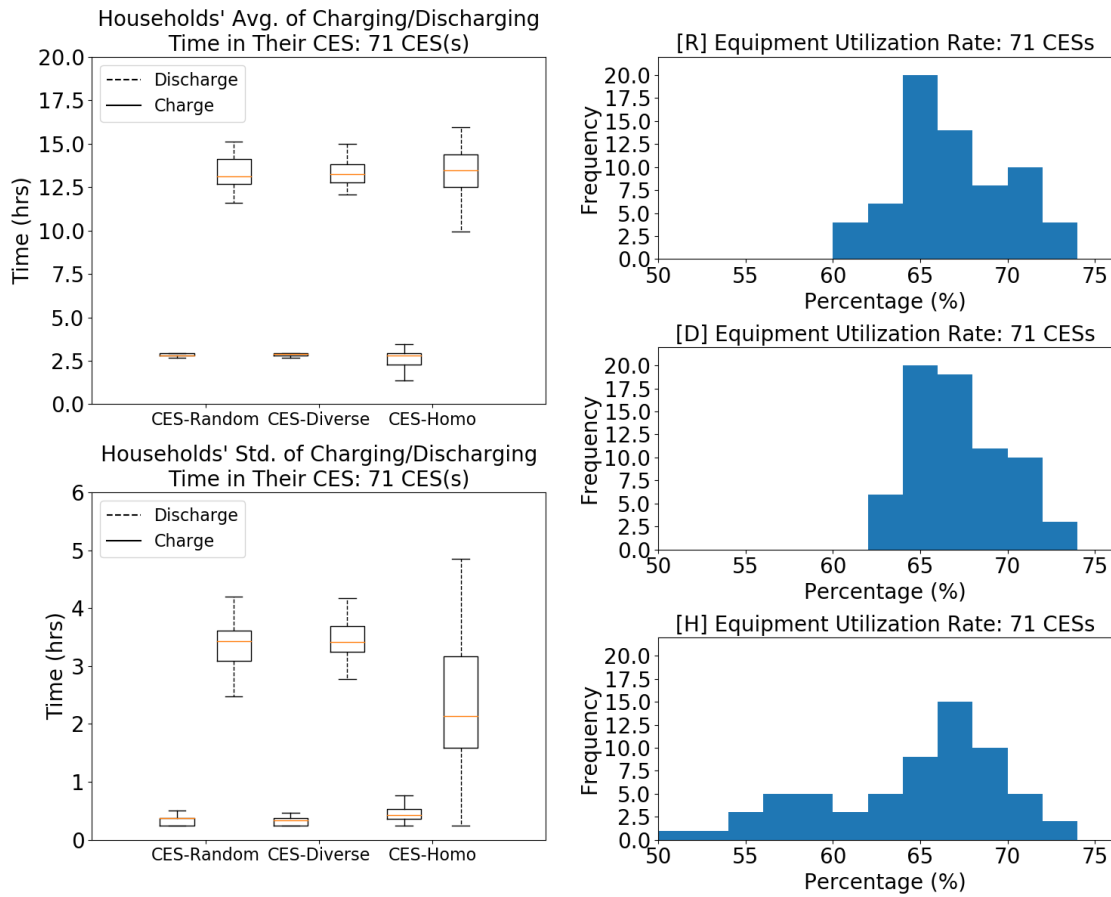 Households' Avg. of Charging/Discharging
Time in Their CES: 71 CES(s)
Time (hrs)
20.0
17.5
15.0
12.5
10.0
7.5
5.0
2.5
0.0
Discharge
Charge
CES-Random CES-Diverse CES-Homo
Households' Std. of Charging/Discharging
Time in Their CES: 71 CES(s)
Time (hrs)
6
5
4
3
2
1
0
Discharge
Charge
CES-Random CES-Diverse CES-Homo
[R] Equipment Utilization Rate: 71 CESs
Frequency
20.0
17.5
15.0
12.5
10.0
7.5
5.0
2.5
0.0
50 55 60 65 70 75
Percentage (%)
[D] Equipment Utilization Rate: 71 CESs
Frequency
20.0
17.5
15.0
12.5
10.0
7.5
5.0
2.5
0.0
50 55 60 65 70 75
Percentage (%)
[H] Equipment Utilization Rate: 71 CESs
Frequency
20.0
17.5
15.0
12.5
10.0
7.5
5.0
2.5
0.0
50 55 60 65 70 75
Percentage (%)